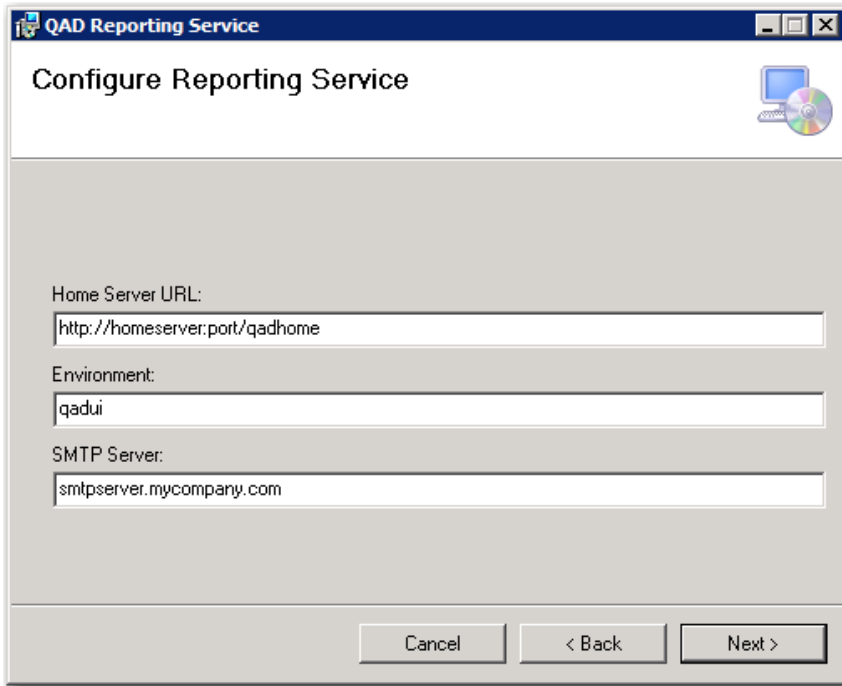 QAD Reporting Service
Configure Reporting Service
Home Server URL:
http://homeserver:port/qadhome
Environment:
qadui
SMTP Server:
smtpserver.mycompany.com
Cancel
< Back
Next >